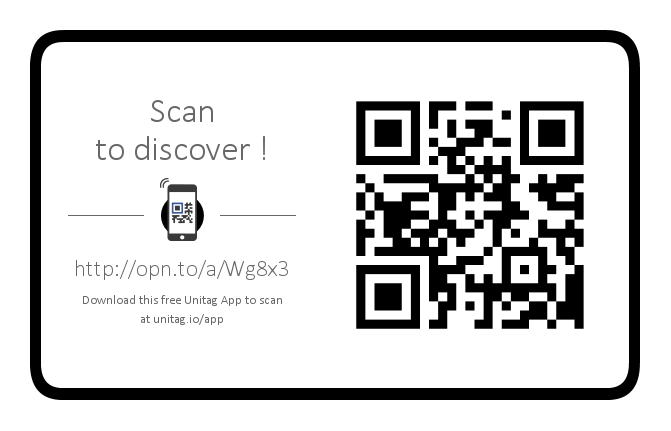 Scan
to discover !
http://opn.to/a/Wg8x3
Download this free Unitag App to scan
at unitag.io/app